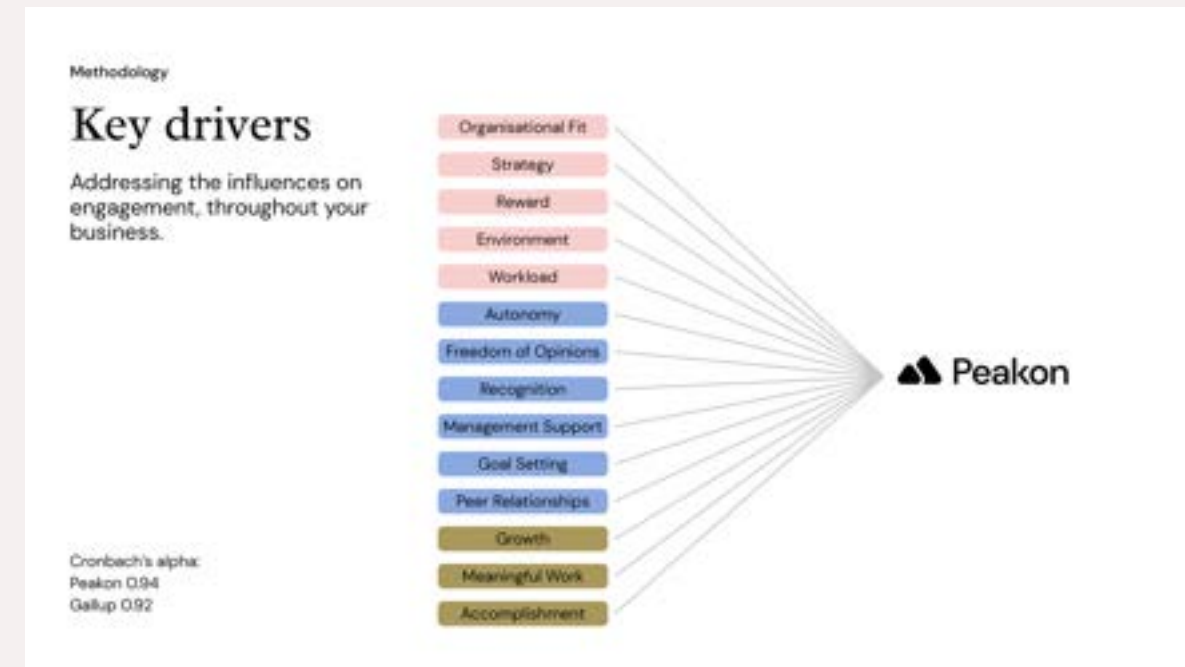 Methodology
Key drivers
Addressing the influences on
engagement, throughout your
business.
Organisational Fit
Strategy
Reward
Environment
Workload
Autonomy
Freedom of Opinions
Recognition
Management Support
Goal Setting
Peer Relationships
Growth
Meaningful Work
Accomplishment
Peakon
Cronbach's alpha:
Peakon 0.94
Gallup 0.92